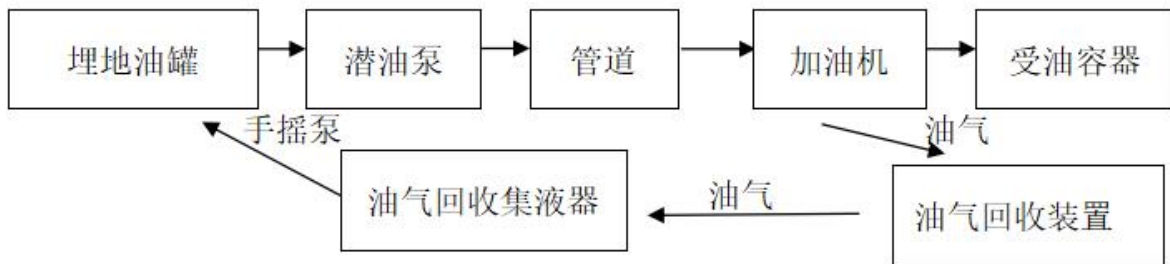 埋地油罐
潜油泵
管道
加油机
受油容器
手摇泵
油气
油气回收集液器
油气
油气回收装置